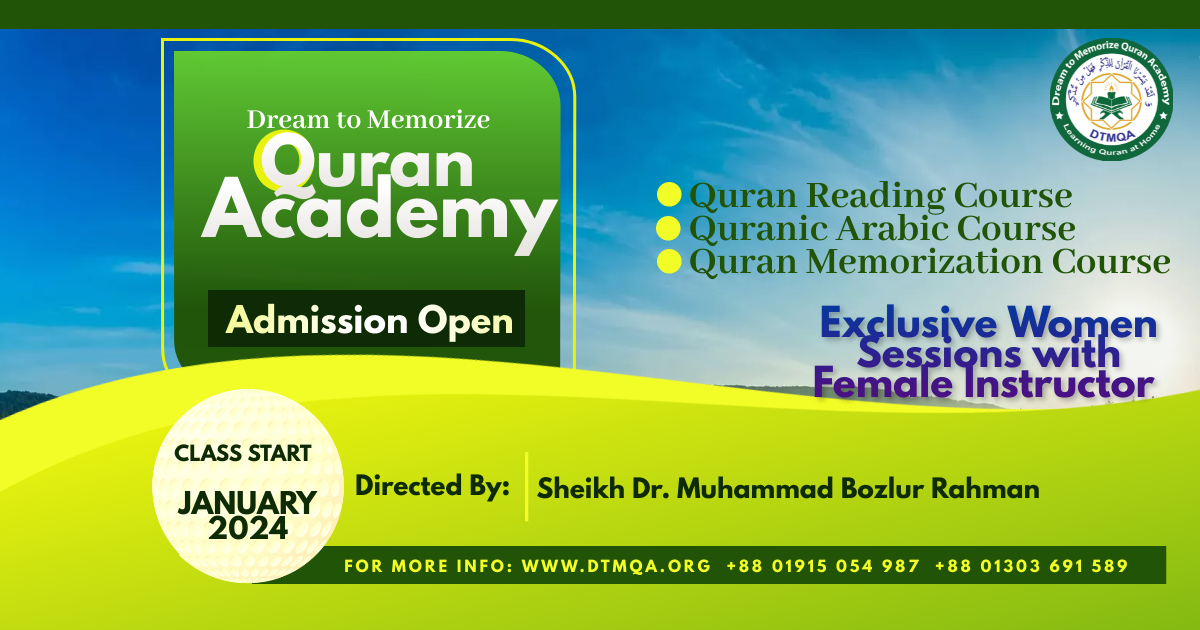 Dream to Memorize
Quran
Academy
Admission Open
Dream to Memorize Quran Academy
وَلَقَدْ يَسَّرْنَا الْقُرْآنَ لِلذِّكْرِ فَهَلْ مِنْ مُدَّكِرٍ
DTMQA
Learning Quran at Home
Quran Reading Course
Quranic Arabic Course
Quran Memorization Course
Exclusive Women
Sessions with
Female Instructor
CLASS START
JANUARY
2024
Directed By:
Sheikh Dr. Muhammad Bozlur Rahman
FOR MORE INFO: WWW.DTMQA.ORG +88 01915 054 987 +88 01303 691 589